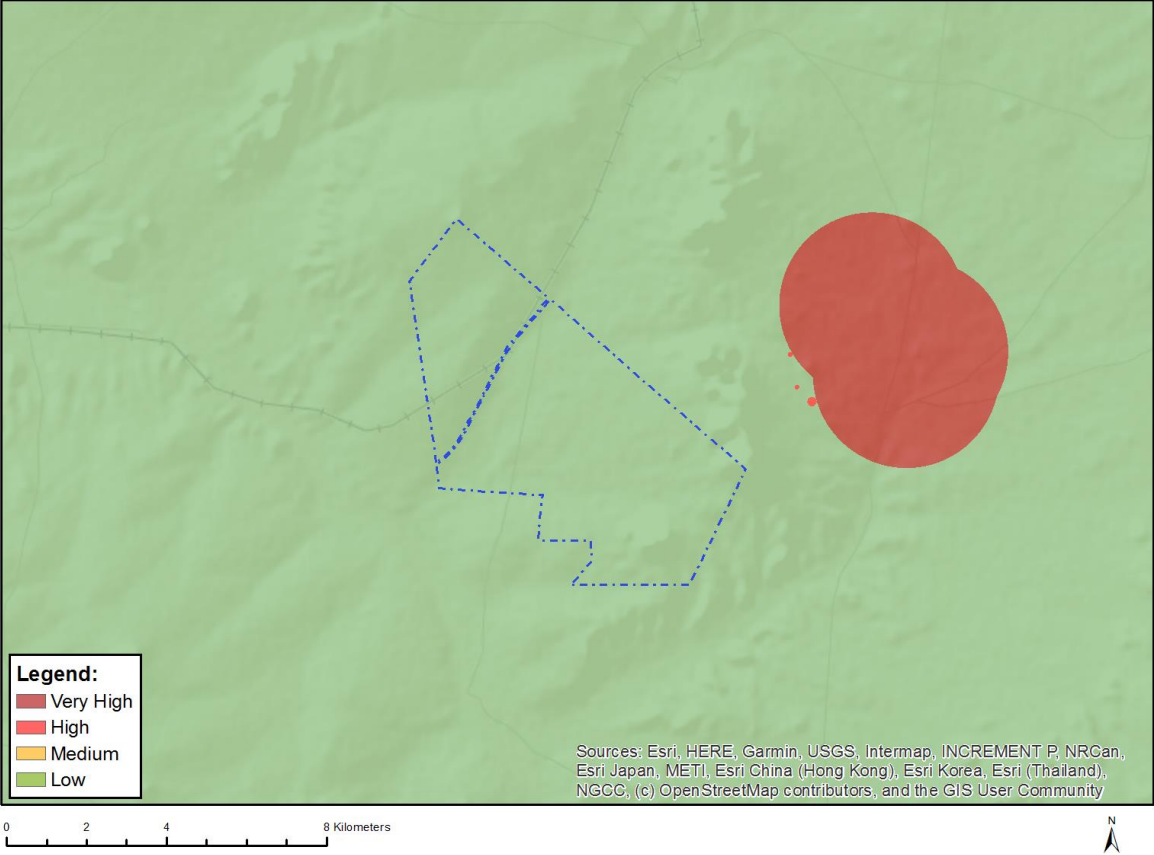 Legend:
Very High
High
Medium
Low
Sources: Esri, HERE, Garmin, USGS, Intermap, INCREMENT P, NRCan,
Esri Japan, METI, Esri China (Hong Kong), Esri Korea, Esri (Thailand),
NGCC, (c) OpenStreetMap contributors, and the GIS User Community
0 2 4 8 Kilometers
N